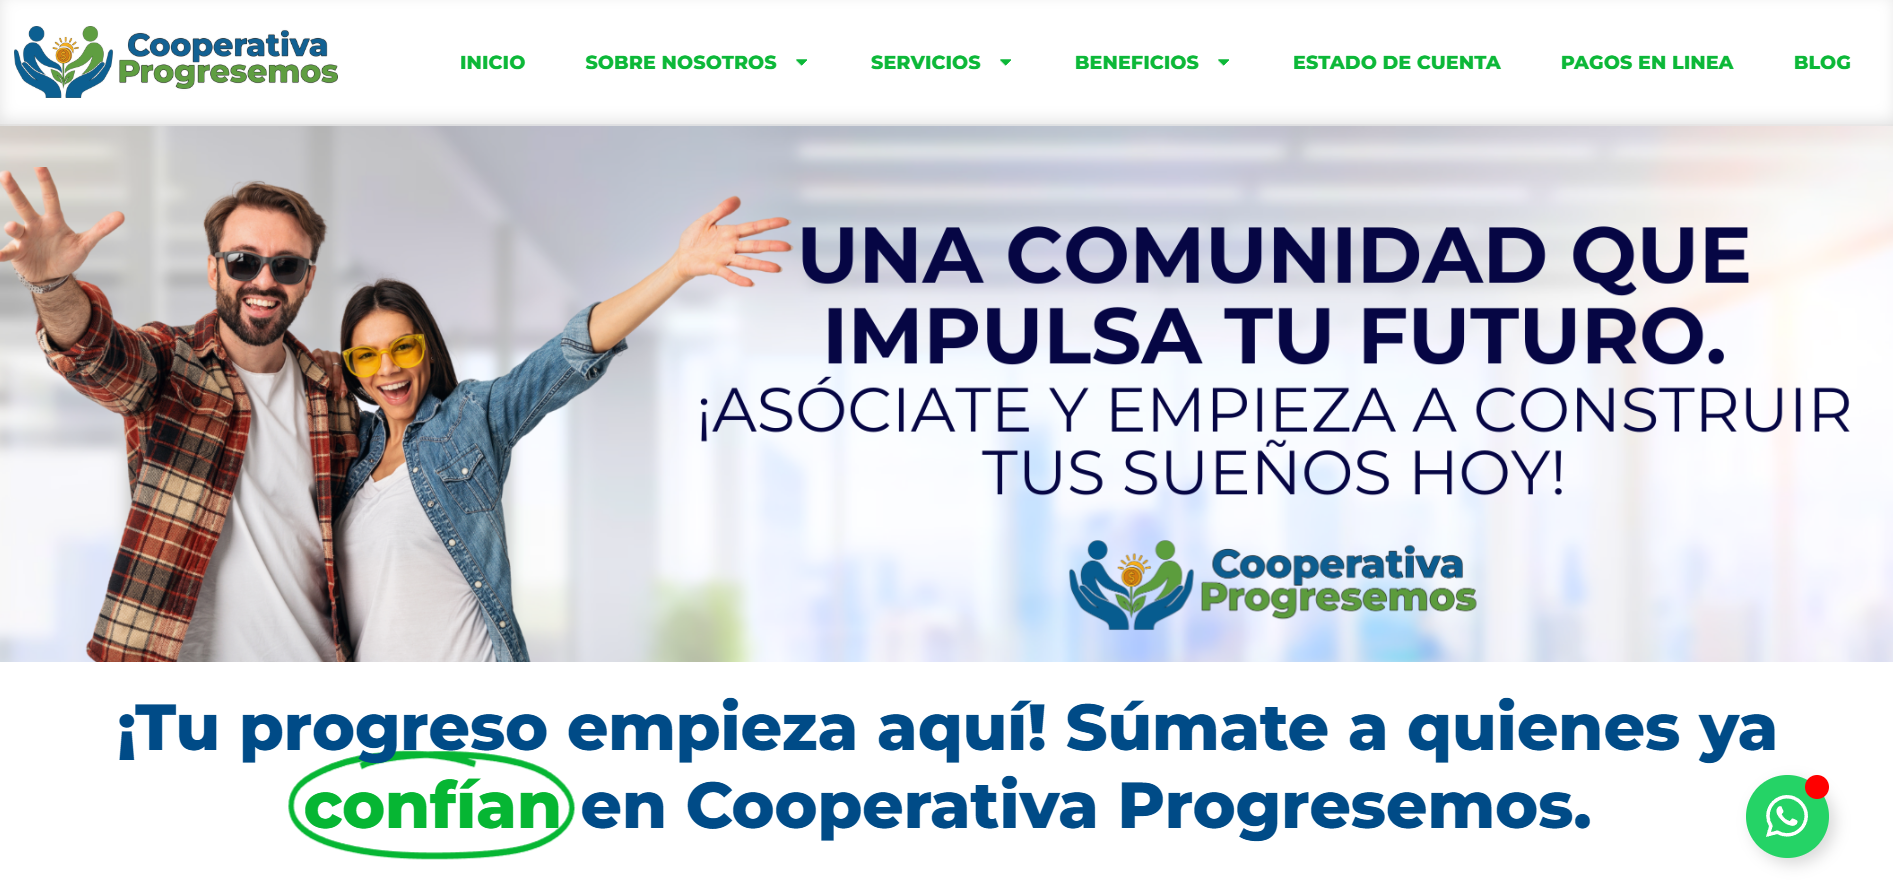 Cooperativa
Progresemos
INICIO SOBRE NOSOTROS SERVICIOS BENEFICIOS ESTADO DE CUENTA PAGOS EN LINEA BLOG
UNA COMUNIDAD QUE
IMPULSA TU FUTURO.
¡ASÓCIATE Y EMPIEZA A CONSTRUIR
TUS SUEÑOS HOY!
Cooperativa
Progresemos
¡Tu progreso empieza aquí! Súmate a quienes ya
confían en Cooperativa Progresemos.